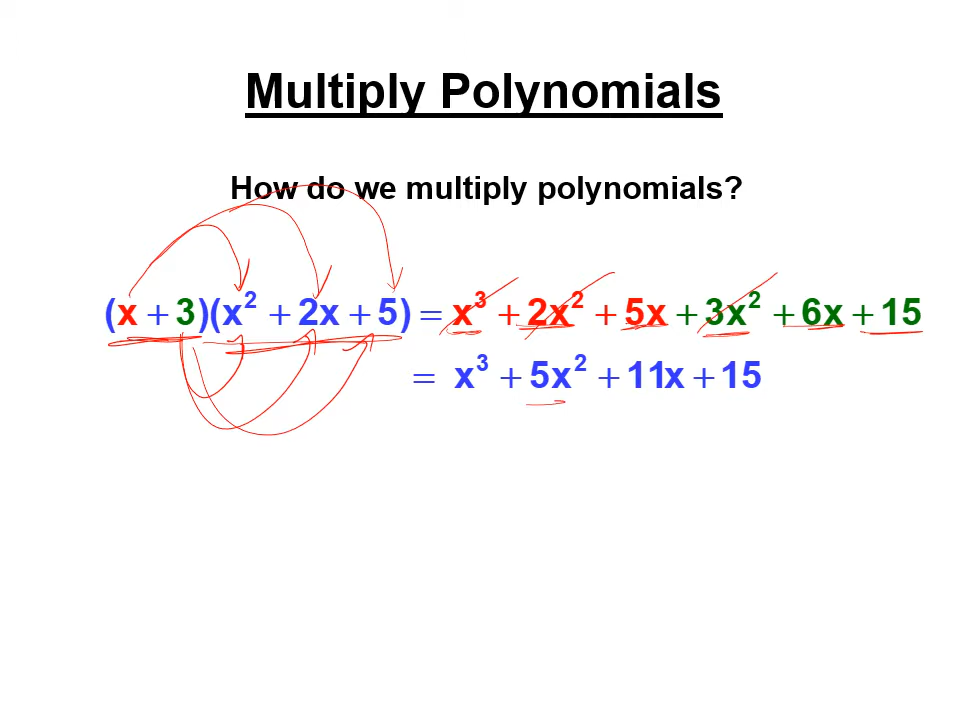 Multiply Polynomials
How do we multiply polynomials?
(x + 3)(x² + 2x + 5) = x³ + 2x² + 5x + 3x² + 6x + 15
= x³ + 5x² + 11x + 15